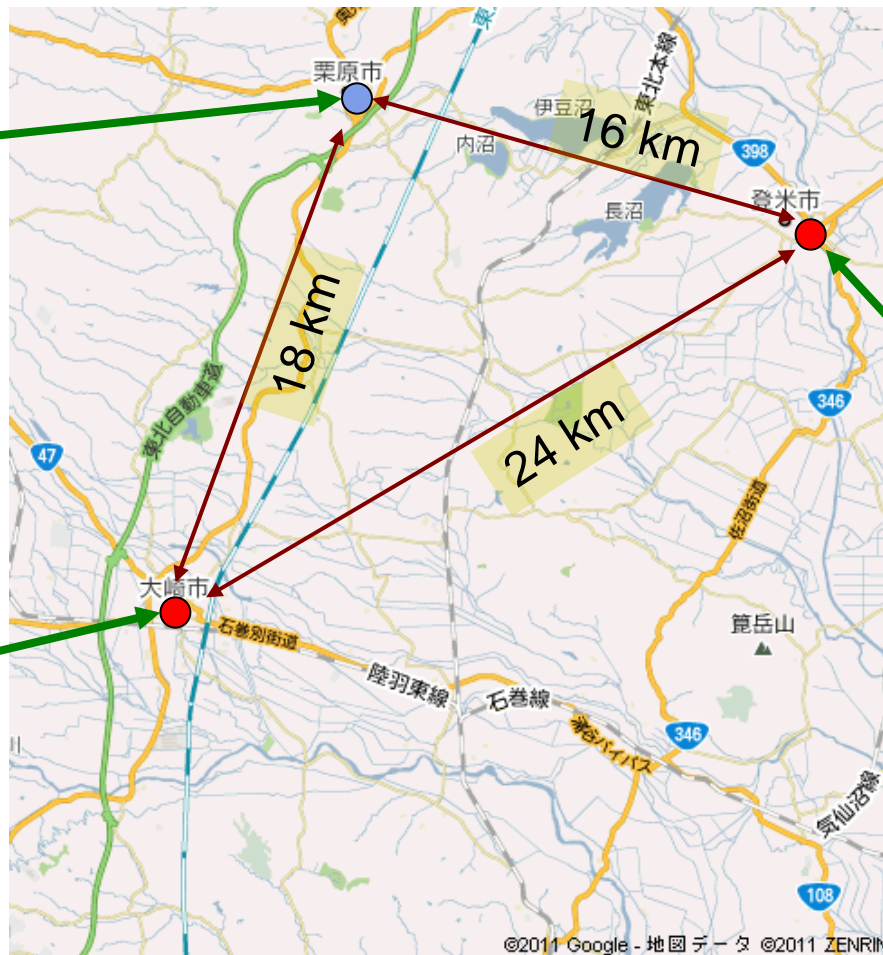 栗原市
東北本線
伊豆沼
16 km
内沼
398
登米市
長沼
18 km
東北自動車道
346
24 km
47
佐沼街道
大崎市
石巻別街道
箟岳山
陸羽東線
石巻線
346
涌谷バイパス
川
気仙沼線
108
©2011 Google - 地図データ ©2011 ZENRIN